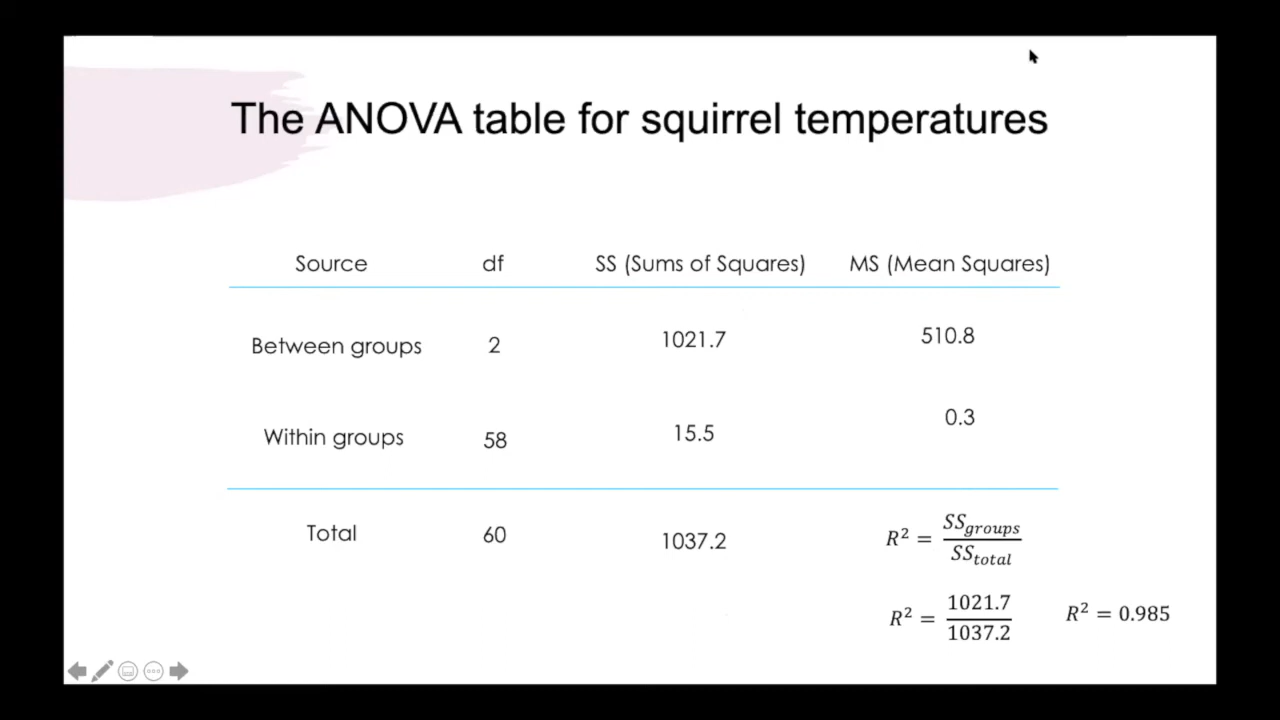 The ANOVA table for squirrel temperatures
Source df SS (Sums of Squares) MS (Mean Squares)
Between groups 2 1021.7 510.8
Within groups 58 15.5 0.3
Total 60 1037.2
R² = SS_groups / SS_total
R² = 1021.7 / 1037.2 R² = 0.985